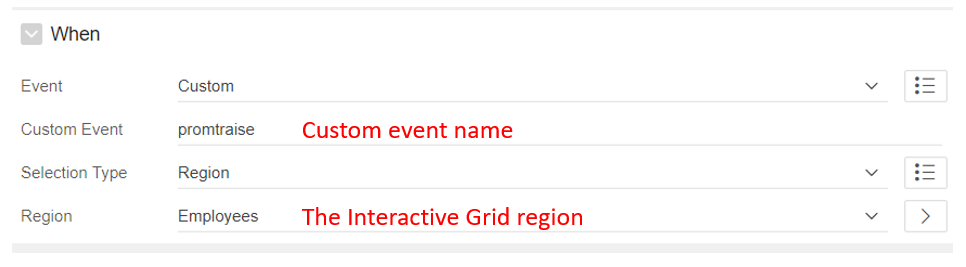 When
Event Custom
Custom Event promtraise Custom event name
Selection Type Region
Region Employees The Interactive Grid region